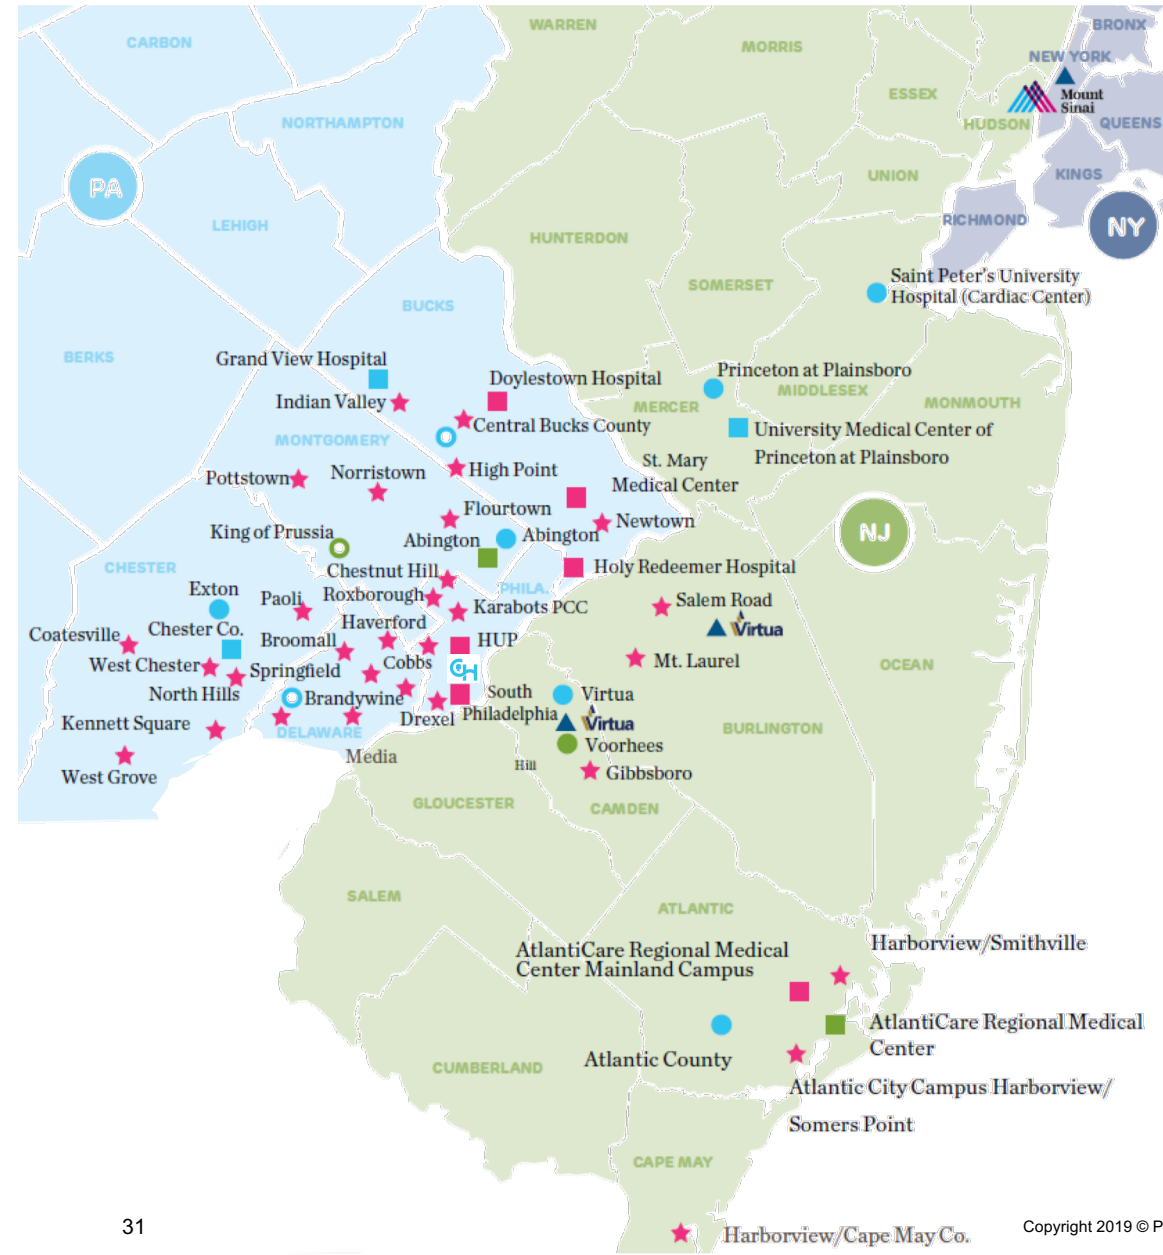 WARREN
BRONX
CARBON
MORRIS
NEW YORK
ESSEX
Mount
Sinai
NORTHAMPTON
HUDSON
QUEENS
PA
UNION
KINGS
LEHIGH
RICHMOND
NY
HUNTERDON
Saint Peter's University
Hospital (Cardiac Center)
SOMERSET
BUCKS
BERKS
Grand View Hospital
Princeton at Plainsboro
Doylestown Hospital
MIDDLESEX
Indian Valley
MERCER
MONMOUTH
Central Bucks County
University Medical Center of
Princeton at Plainsboro
MONTGOMERY
St. Mary
Medical Center
High Point
Pottstown
Norristown
Flourtown
Newtown
King of Prussia
Abington
Abington
NJ
CHESTER
Chestnut Hill
Holy Redeemer Hospital
Exton
PHILA.
Paoli
Roxborough
Karabots PCC
Salem Road
Virtua
Chester Co.
Haverford
Coatesville
Broomall
HUP
West Chester
Springfield
Cobbs
CH
Mt. Laurel
OCEAN
North Hills
Brandywine
South
Philadelphia
Virtua
Kennett Square
Drexel
Virtua
DELAWARE
BURLINGTON
Voorhees
Media
Hill
Gibbsboro
West Grove
GLOUCESTER
CAMDEN
SALEM
ATLANTIC
AtlantiCare Regional Medical
Center Mainland Campus
Harborview/Smithville
AtlantiCare Regional Medical
Center
Atlantic County
CUMBERLAND
Atlantic City Campus Harborview/
Somers Point
CAPE MAY
31
Harborview/Cape May Co.
Copyright 2019 © P